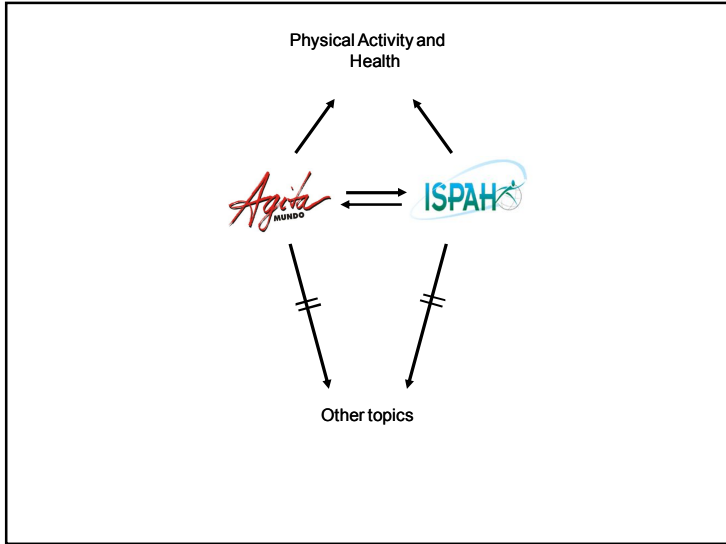 Physical Activity and
Health
Agita
MUNDO
ISPAH
Other topics